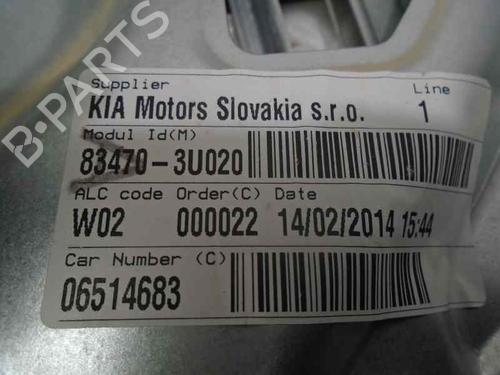 B-PARTS
Supplier Line
KIA Motors Slovakia s.r.o. 1
Modul Id(M)
83470-3U020
ALC code Order(C) Date
W02 000022 14/02/2014 15:44
Car Number (C)
06514683